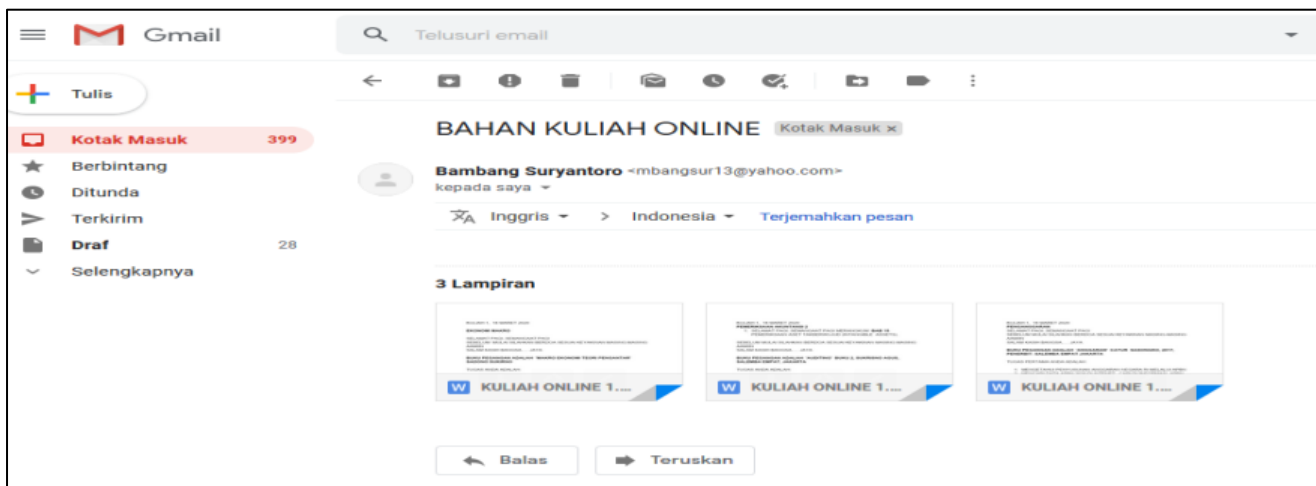 Gmail
Telusuri email
Tulis
Kotak Masuk 399
Berbintang
Ditunda
Terkirim
Draf 28
Selengkapnya
BAHAN KULIAH ONLINE Kotak Masuk x
Bambang Suryantoro <mbangsur13@yahoo.com>
kepada saya
Inggris > Indonesia Terjemahkan pesan
3 Lampiran
W KULIAH ONLINE 1....
W KULIAH ONLINE 1....
W KULIAH ONLINE 1....
Balas
Teruskan